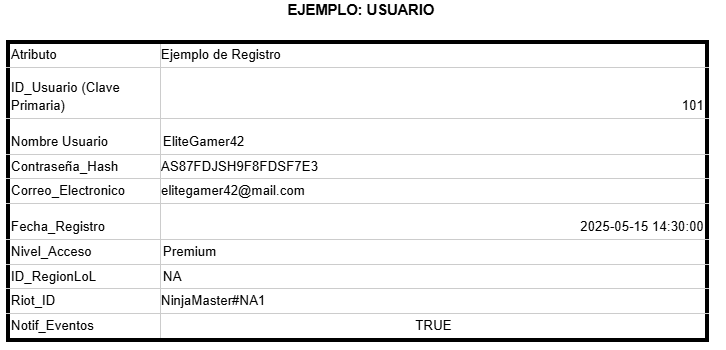 EJEMPLO: USUARIO
Atributo Ejemplo de Registro
ID_Usuario (Clave
Primaria) 101
Nombre Usuario EliteGamer42
Contraseña_Hash AS87FDJSH9F8FDSF7E3
Correo_Electronico elitegamer42@mail.com
Fecha_Registro 2025-05-15 14:30:00
Nivel_Acceso Premium
ID_RegionLoL NA
Riot_ID NinjaMaster#NA1
Notif_Eventos TRUE